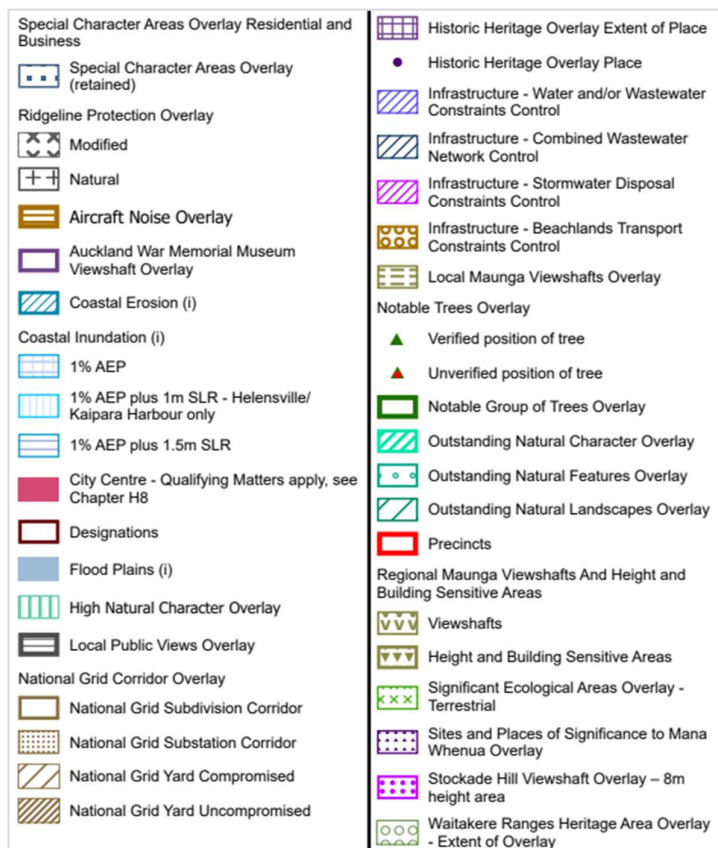 Special Character Areas Overlay Residential and
Business
Special Character Areas Overlay
(retained)
Ridgeline Protection Overlay
Modified
Natural
Aircraft Noise Overlay
Auckland War Memorial Museum
Viewshaft Overlay
Coastal Erosion (i)
Coastal Inundation (i)
1% AEP
1% AEP plus 1m SLR - Helensville/
Kaipara Harbour only
1% AEP plus 1.5m SLR
City Centre - Qualifying Matters apply, see
Chapter H8
Designations
Flood Plains (i)
High Natural Character Overlay
Local Public Views Overlay
National Grid Corridor Overlay
National Grid Subdivision Corridor
National Grid Substation Corridor
National Grid Yard Compromised
National Grid Yard Uncompromised
Historic Heritage Overlay Extent of Place
Historic Heritage Overlay Place
Infrastructure - Water and/or Wastewater
Constraints Control
Infrastructure - Combined Wastewater
Network Control
Infrastructure - Stormwater Disposal
Constraints Control
Infrastructure - Beachlands Transport
Constraints Control
Local Maunga Viewshafts Overlay
Notable Trees Overlay
Verified position of tree
Unverified position of tree
Notable Group of Trees Overlay
Outstanding Natural Character Overlay
Outstanding Natural Features Overlay
Outstanding Natural Landscapes Overlay
Precincts
Regional Maunga Viewshafts And Height and
Building Sensitive Areas
Viewshafts
Height and Building Sensitive Areas
Significant Ecological Areas Overlay -
Terrestrial
Sites and Places of Significance to Mana
Whenua Overlay
Stockade Hill Viewshaft Overlay – 8m
height area
Waitakere Ranges Heritage Area Overlay
- Extent of Overlay